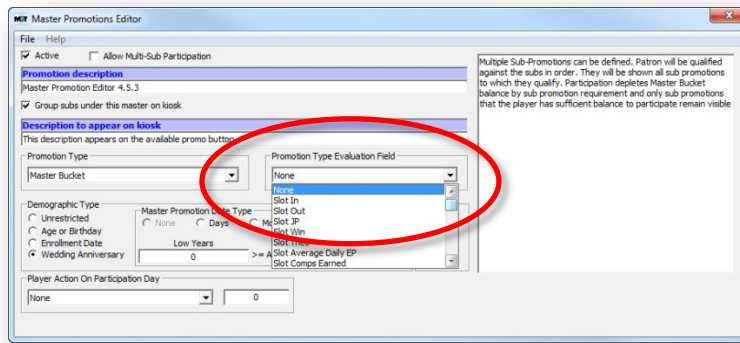 MGT Master Promotions Editor
File Help
Active Allow Multi-Sub Participation
Promotion description
Master Promotion Editor 4.5.3
Group subs under this master on kiosk
Description to appear on kiosk
This description appears on the available promo button
Promotion Type
Master Bucket
Promotion Type Evaluation Field
None
None
Slot In
Slot Out
Slot JP
Slot Win
Slot Theo
Slot Average Daily EP
Slot Comps Earned
Demographic Type
Unrestricted
Age or Birthday
Enrollment Date
Wedding Anniversary
Master Promotion Date Type
None Days
Low Years
0 >= A
Player Action On Participation Day
None 0
Multiple Sub-Promotions can be defined. Patron will be qualified
against the subs in order. They will be shown all sub promotions
to which they qualify. Participation depletes Master Bucket
balance by sub promotion requirement and only sub promotions
that the player has sufficient balance to participate remain visible